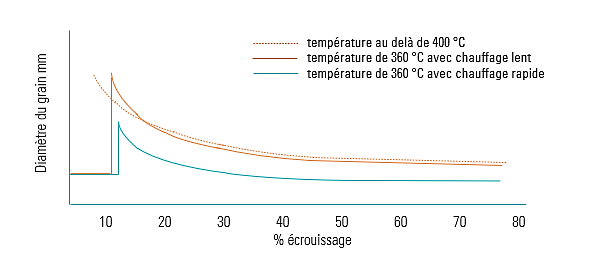 température au delà de 400 °C
température de 360 °C avec chauffage lent
température de 360 °C avec chauffage rapide
Diamètre du grain mm
10 20 30 40 50 60 70 80
% écrouissage